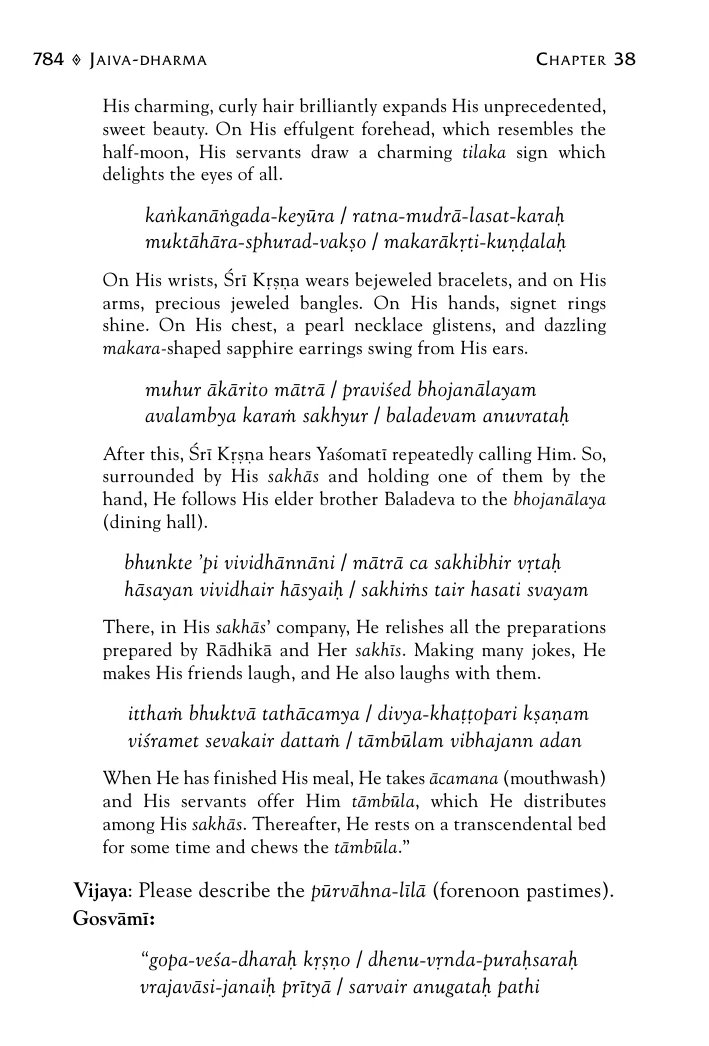 784 ◊ JAIVA-DHARMA CHAPTER 38
His charming, curly hair brilliantly expands His unprecedented,
sweet beauty. On His effulgent forehead, which resembles the
half-moon, His servants draw a charming tilaka sign which
delights the eyes of all.
kaṅkanāṅgada-keyūra / ratna-mudrā-lasat-karaḥ
muktāhāra-sphurad-vakṣo / makarākṛti-kuṇḍalaḥ
On His wrists, Śrī Kṛṣṇa wears bejeweled bracelets, and on His
arms, precious jeweled bangles. On His hands, signet rings
shine. On His chest, a pearl necklace glistens, and dazzling
makara-shaped sapphire earrings swing from His ears.
muhur ākārito mātrā / praviśed bhojanālayam
avalambya karaṁ sakhyur / baladevam anuvrataḥ
After this, Śrī Kṛṣṇa hears Yaśomatī repeatedly calling Him. So,
surrounded by His sakhās and holding one of them by the
hand, He follows His elder brother Baladeva to the bhojanālaya
(dining hall).
bhunkte ’pi vividhānnāni / mātrā ca sakhibhir vṛtaḥ
hāsayan vividhair hāsyaiḥ / sakhiṁs tair hasati svayam
There, in His sakhās’ company, He relishes all the preparations
prepared by Rādhikā and Her sakhīs. Making many jokes, He
makes His friends laugh, and He also laughs with them.
itthaṁ bhuktvā tathācamya / divya-khaṭṭopari kṣaṇam
viśramet sevakair dattaṁ / tāmbūlam vibhajann adan
When He has finished His meal, He takes ācamana (mouthwash)
and His servants offer Him tāmbūla, which He distributes
among His sakhās. Thereafter, He rests on a transcendental bed
for some time and chews the tāmbūla.”
Vijaya: Please describe the pūrvāhna-līlā (forenoon pastimes).
Gosvāmī:
“gopa-veśa-dharaḥ kṛṣṇo / dhenu-vṛnda-puraḥsaraḥ
vrajavāsi-janaiḥ prītyā / sarvair anugataḥ pathi